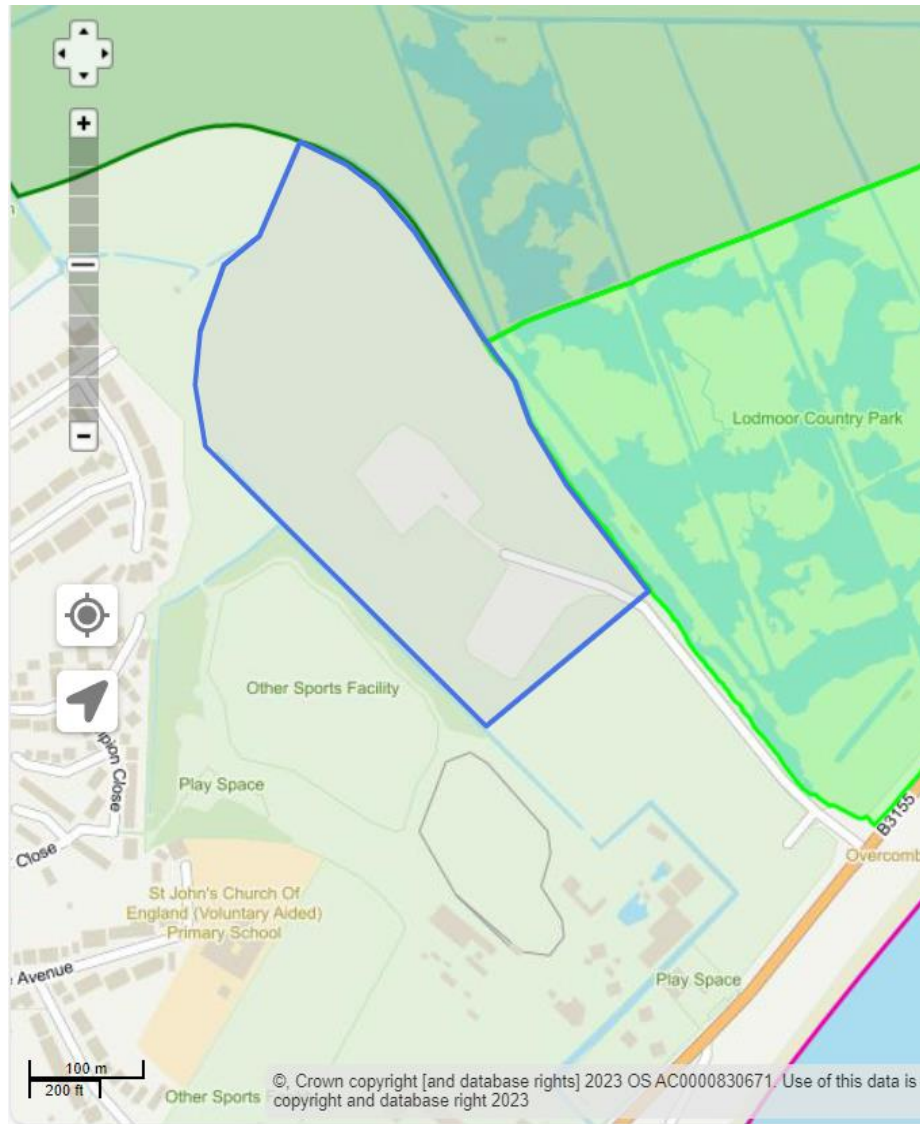 Lodmoor Country Park
Other Sports Facility
Close
Play Space
B3155
Overcomb
Close
St John's Church Of
England (Voluntary Aided)
Primary School
Avenue
Play Space
100 m
200 ft
Other Sports
©, Crown copyright [and database rights] 2023 OS AC0000830671. Use of this data is
copyright and database right 2023